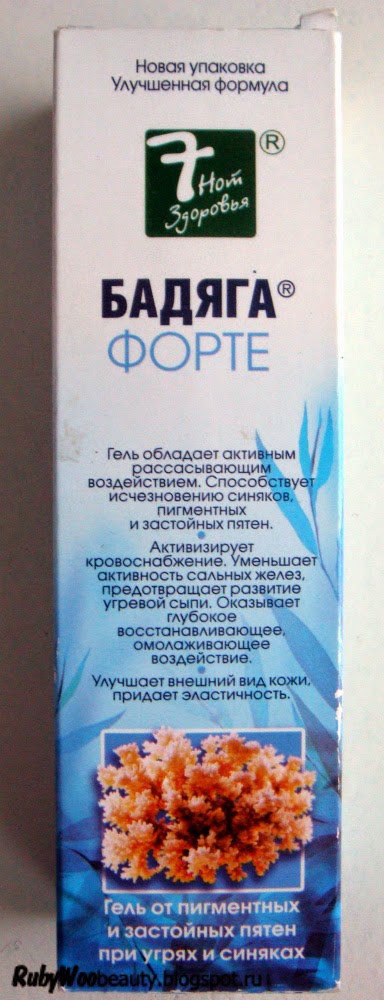 Новая упаковка
Улучшенная формула
7
Нот
Здоровья
®
БАДЯГА®
ФОРТЕ
Гель обладает активным
рассасывающим
воздействием. Способствует
исчезновению синяков,
пигментных
и застойных пятен.
Активизирует
кровоснабжение. Уменьшает
активность сальных желез,
предотвращает развитие
угревой сыпи. Оказывает
глубокое
восстанавливающее,
омолаживающее
воздействие.
Улучшает внешний вид кожи,
придает эластичность.
Гель от пигментных
и застойных пятен
при угрях и синяках
RubyWoobeauty.blogspot.ru